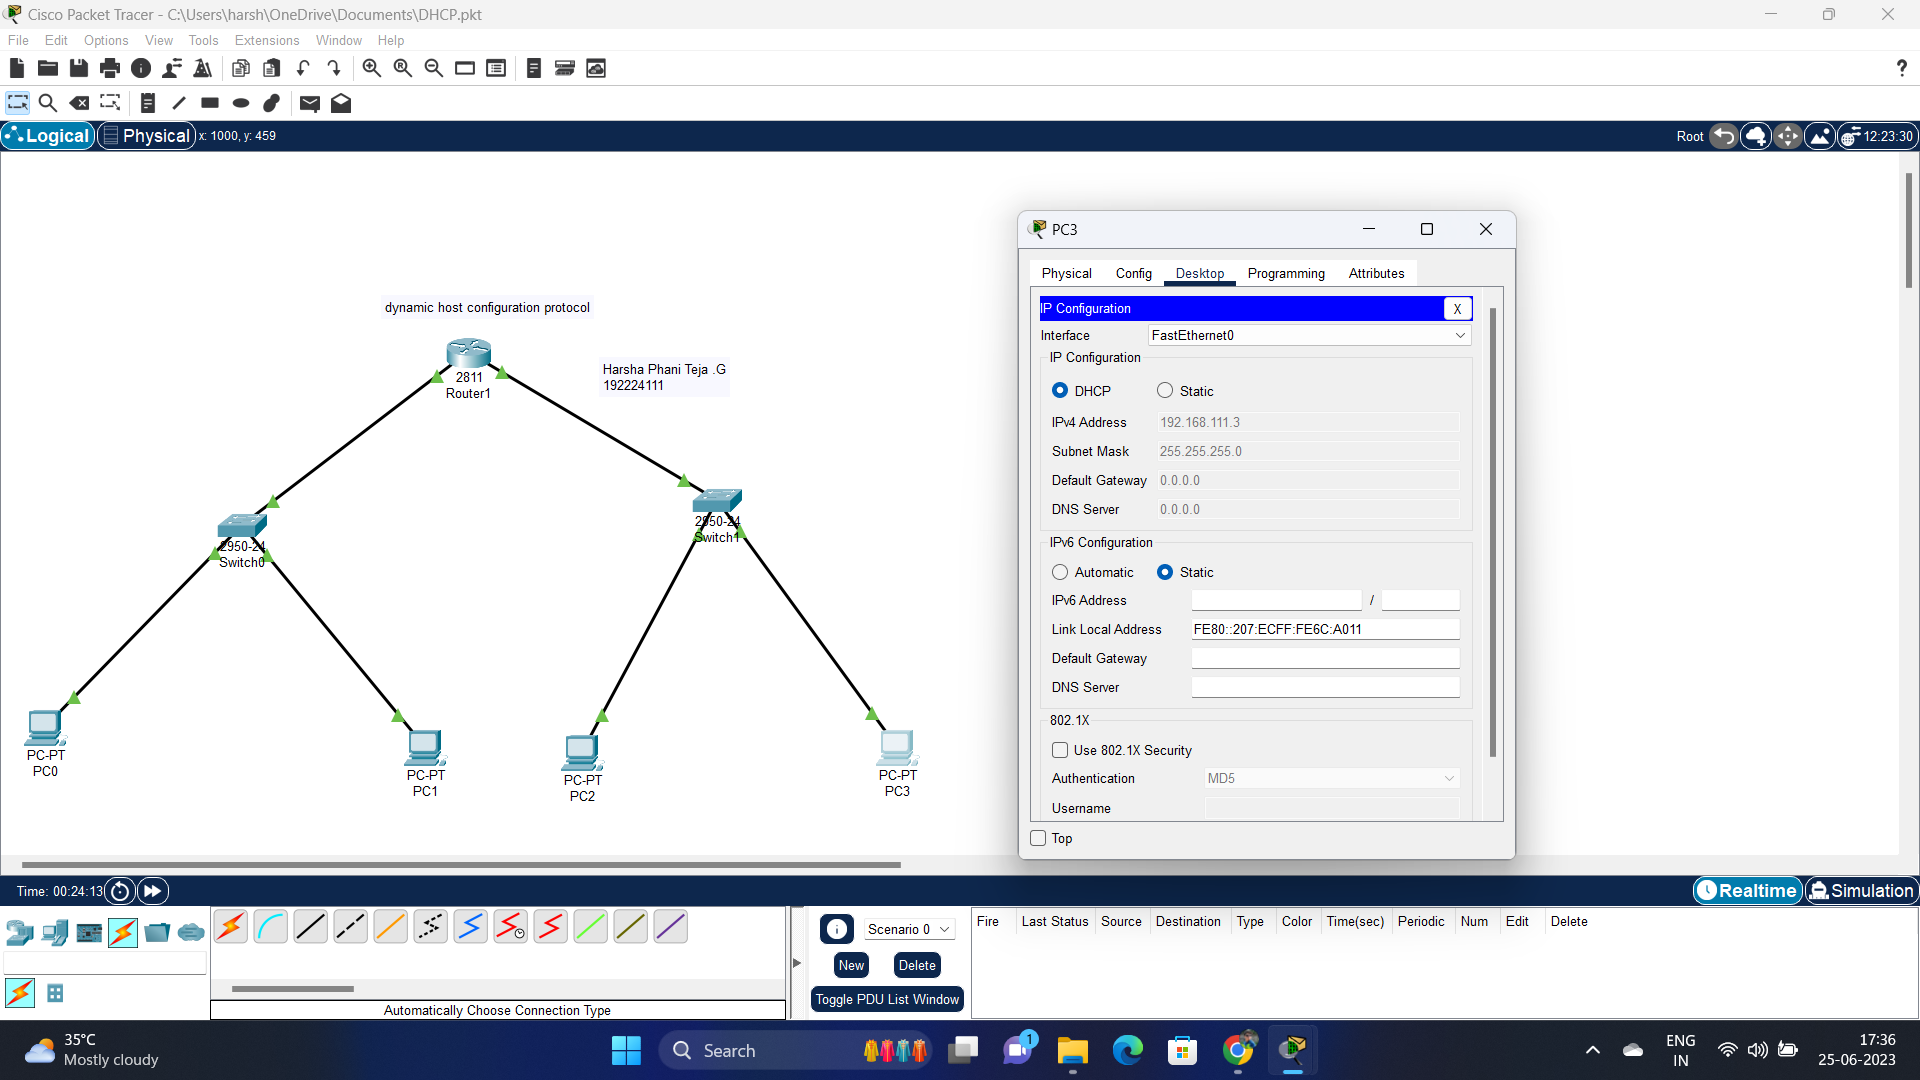 Cisco Packet Tracer - C:\Users\harsh\OneDrive\Documents\DHCP.pkt
File Edit Options View Tools Extensions Window Help
?
Logical Physical x: 1000, y: 459 Root 12:23:30
dynamic host configuration protocol
2811
Router1
Harsha Phani Teja .G
192224111
2950-24
Switch0
2950-24
Switch1
PC-PT
PC0
PC-PT
PC1
PC-PT
PC2
PC-PT
PC3
PC3
Physical Config Desktop Programming Attributes
IP Configuration X
Interface FastEthernet0
IP Configuration
DHCP Static
IPv4 Address 192.168.111.3
Subnet Mask 255.255.255.0
Default Gateway 0.0.0.0
DNS Server 0.0.0.0
IPv6 Configuration
Automatic Static
IPv6 Address /
Link Local Address FE80::207:ECFF:FE6C:A011
Default Gateway
DNS Server
802.1X
Use 802.1X Security
Authentication MD5
Username
Top
Time: 00:24:13 Realtime Simulation
Scenario 0
New Delete
Toggle PDU List Window
Fire Last Status Source Destination Type Color Time(sec) Periodic Num Edit Delete
Automatically Choose Connection Type
35°C
Mostly cloudy
Search
1
ENG
IN
17:36
25-06-2023